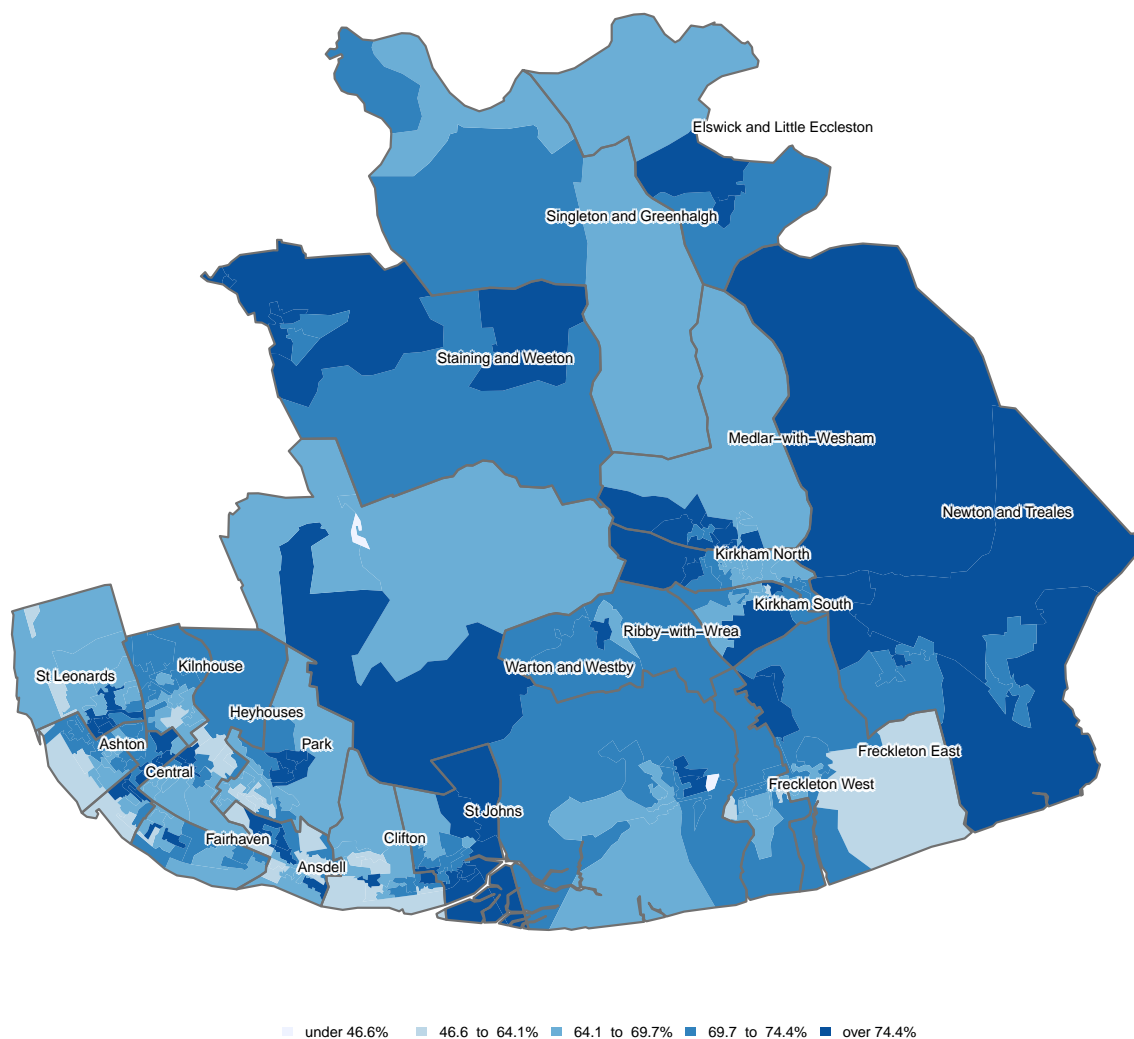 Elswick and Little Eccleston
Singleton and Greenhalgh
Staining and Weeton
Medlar−with−Wesham
Newton and Treales
Kirkham North
Kirkham South
Ribby−with−Wrea
Warton and Westby
Kilnhouse
St Leonards
Heyhouses
Ashton
Park
Freckleton East
Central
Freckleton West
St Johns
Fairhaven
Clifton
Ansdell
under 46.6% 46.6 to 64.1% 64.1 to 69.7% 69.7 to 74.4% over 74.4%